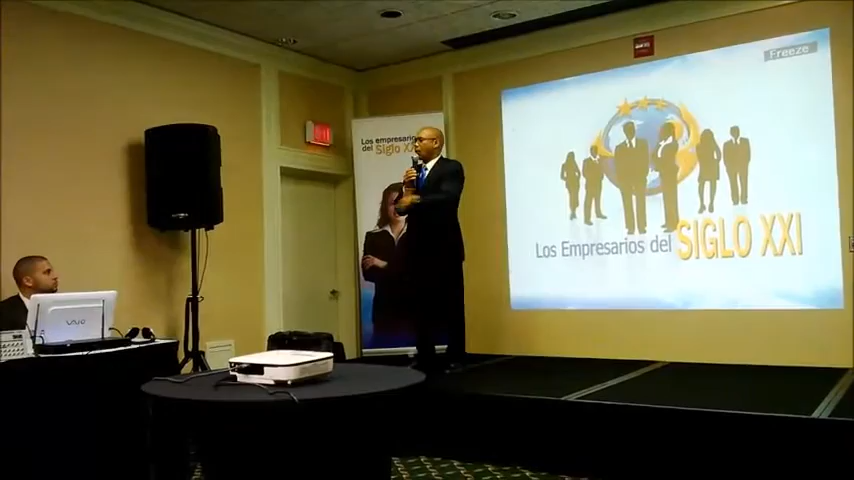 Freeze
Los empresarios
del Siglo XXI
Los Empresarios del SIGLO XXI
VAIO